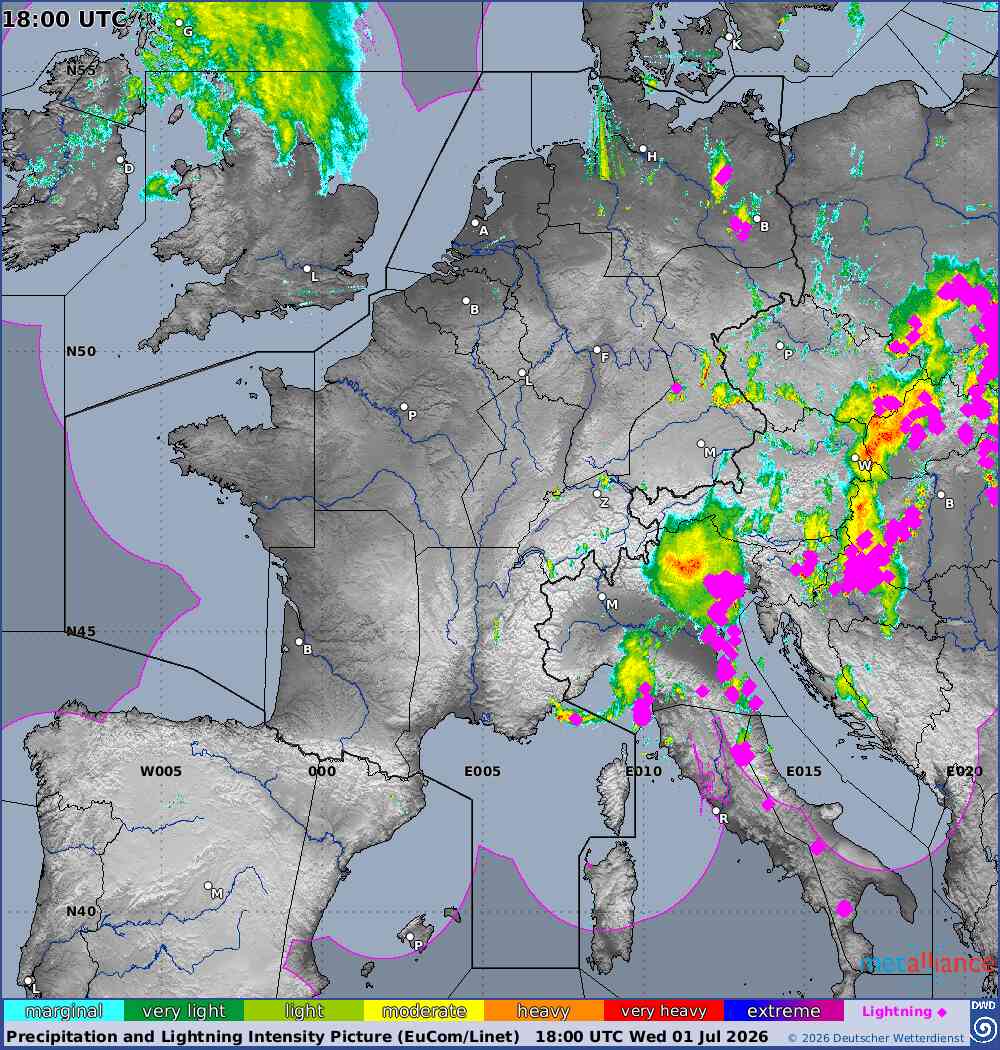 18:00 UTC
G
K
N55
D
H
A
B
L
B
N50
P
F
L
P
M
W
Z
B
M
N45
B
W005
000
E005
E010
E015
E020
R
M
N40
P
L
metalliance
marginal
very light
light
moderate
heavy
very heavy
extreme
Lightning
DWD
Precipitation and Lightning Intensity Picture (EuCom/Linet) 18:00 UTC Wed 01 Jul 2026 © 2026 Deutscher Wetterdienst